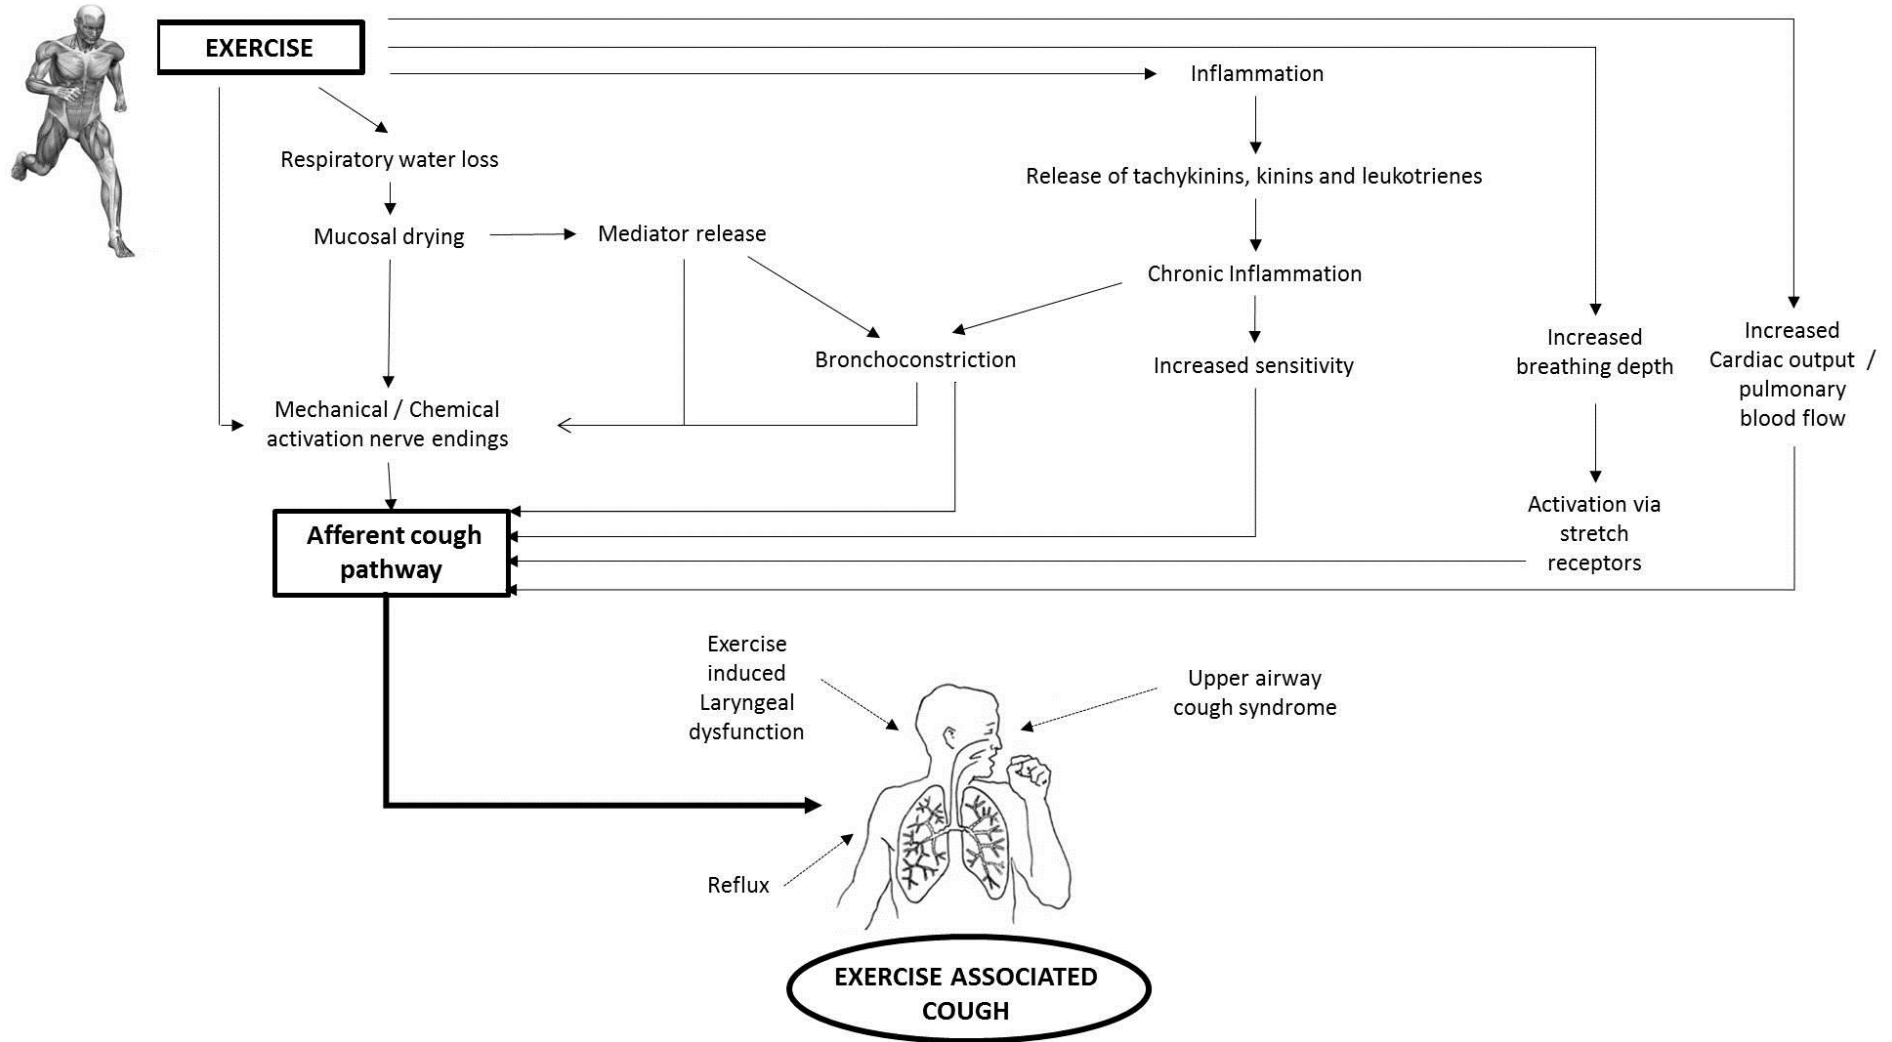 EXERCISE
Inflammation
Respiratory water loss
Release of tachykinins, kinins and leukotrienes
Mucosal drying
Mediator release
Chronic Inflammation
Bronchoconstriction
Increased sensitivity
Increased
breathing depth
Increased
Cardiac output /
pulmonary
blood flow
Mechanical / Chemical
activation nerve endings
Activation via
stretch
receptors
Afferent cough
pathway
Exercise
induced
Laryngeal
dysfunction
Upper airway
cough syndrome
Reflux
EXERCISE ASSOCIATED
COUGH